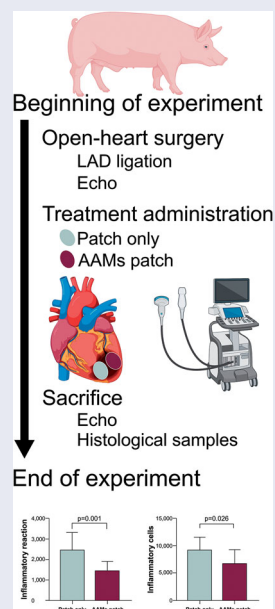 Beginning of experiment
Open-heart surgery
LAD ligation
Echo
Treatment administration
Patch only
AAMs patch
Sacrifice
Echo
Histological samples
End of experiment
p=0.001
Inflammatory reaction
4,000
3,000
2,000
1,000
0
Patch only AAMs patch
p=0.026
Inflammatory cells
15,000
10,000
5,000
0
Patch only AAMs patch